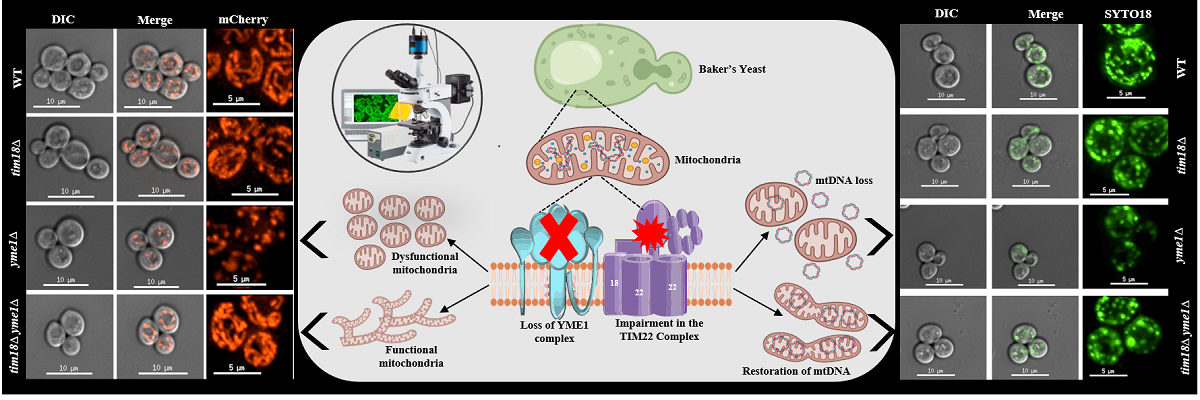 DIC
Merge
mCherry
WT
10 μm
10 μm
5 μm
tim18Δ
10 μm
10 μm
5 μm
yme1Δ
10 μm
10 μm
5 μm
tim18Δ yme1Δ
10 μm
10 μm
5 μm
Baker's Yeast
Mitochondria
Dysfunctional
mitochondria
Functional
mitochondria
Loss of YME1
complex
18
22
22
Impairment in the
TIM22 Complex
mtDNA loss
Restoration of mtDNA
DIC
Merge
SYTO18
10 μm
10 μm
5 μm
WT
10 μm
10 μm
5 μm
tim18Δ
10 μm
10 μm
5 μm
yme1Δ
10 μm
10 μm
5 μm
tim18Δ yme1Δ